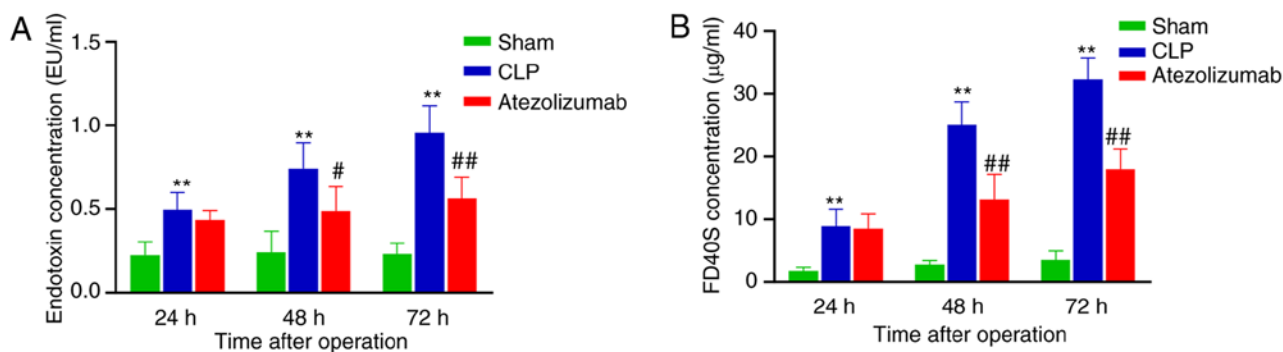 A
Endotoxin concentration (EU/ml)
1.5
1.0
0.5
0.0
Sham
CLP
Atezolizumab
**
**
#
**
##
24 h
48 h
72 h
Time after operation
B
FD40S concentration (μg/ml)
40
30
20
10
0
Sham
CLP
Atezolizumab
**
**
##
**
##
24 h
48 h
72 h
Time after operation